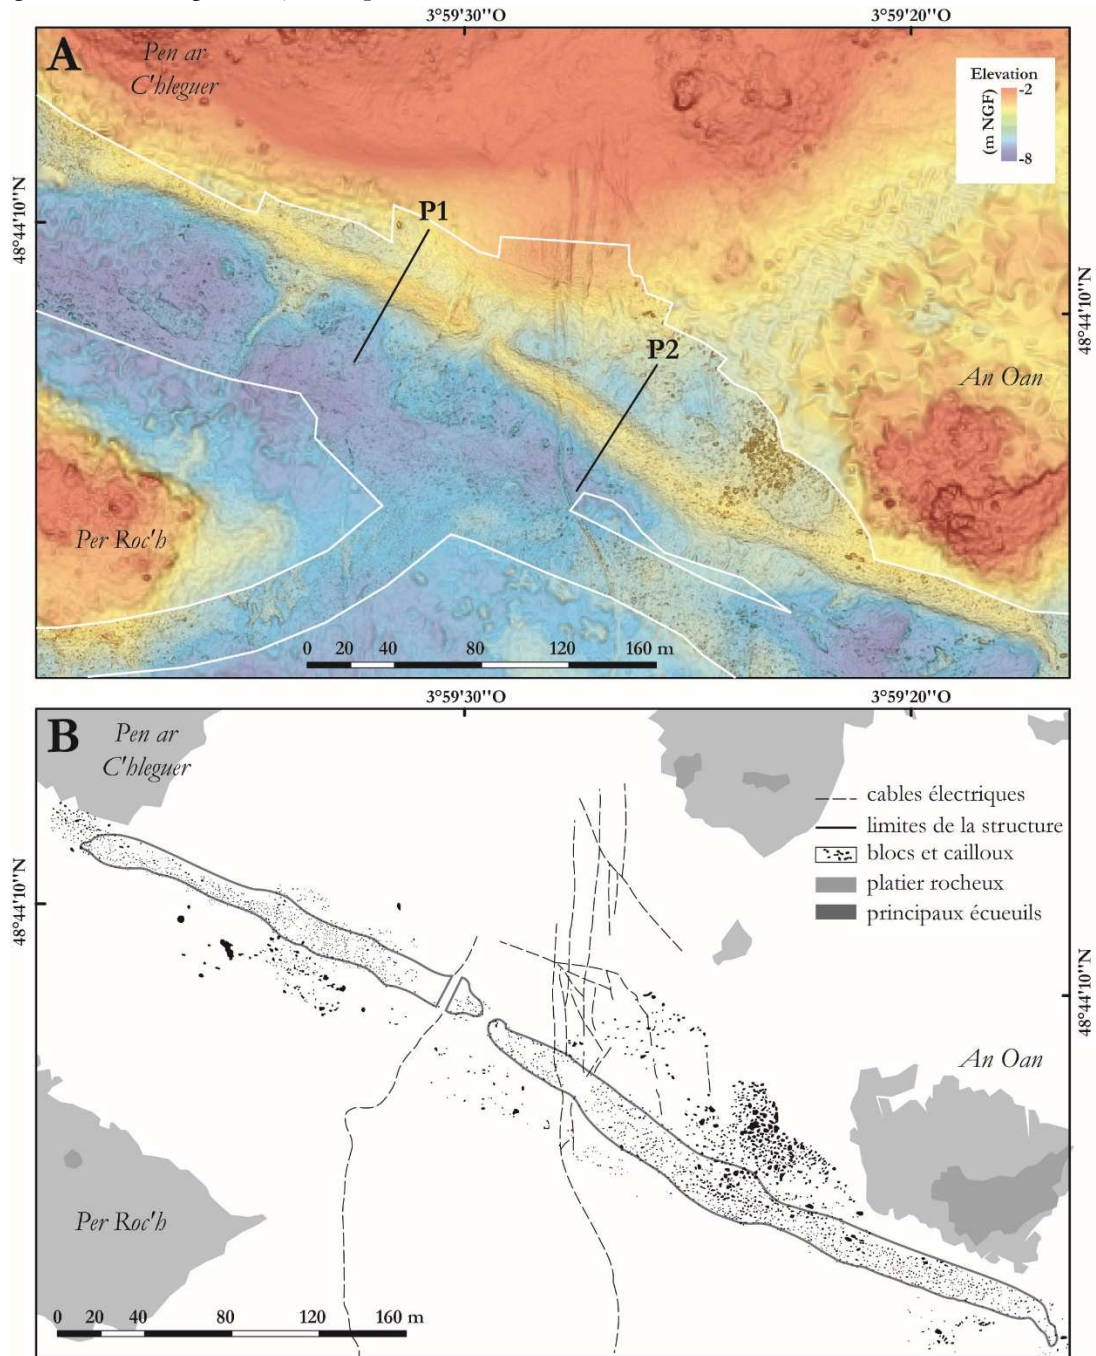 3°59'30''O
3°59'20''O
A
Pen ar
C'hleguer
Elevation
(m NGF)
-2
-8
48°44'10''N
P1
48°44'10''N
P2
An Oan
Per Roc'h
0 20 40 80 120 160 m
3°59'30''O
3°59'20''O
B
Pen ar
C'hleguer
cables électriques
limites de la structure
blocs et cailloux
platier rocheux
principaux écueuils
48°44'10''N
48°44'10''N
An Oan
Per Roc'h
0 20 40 80 120 160 m